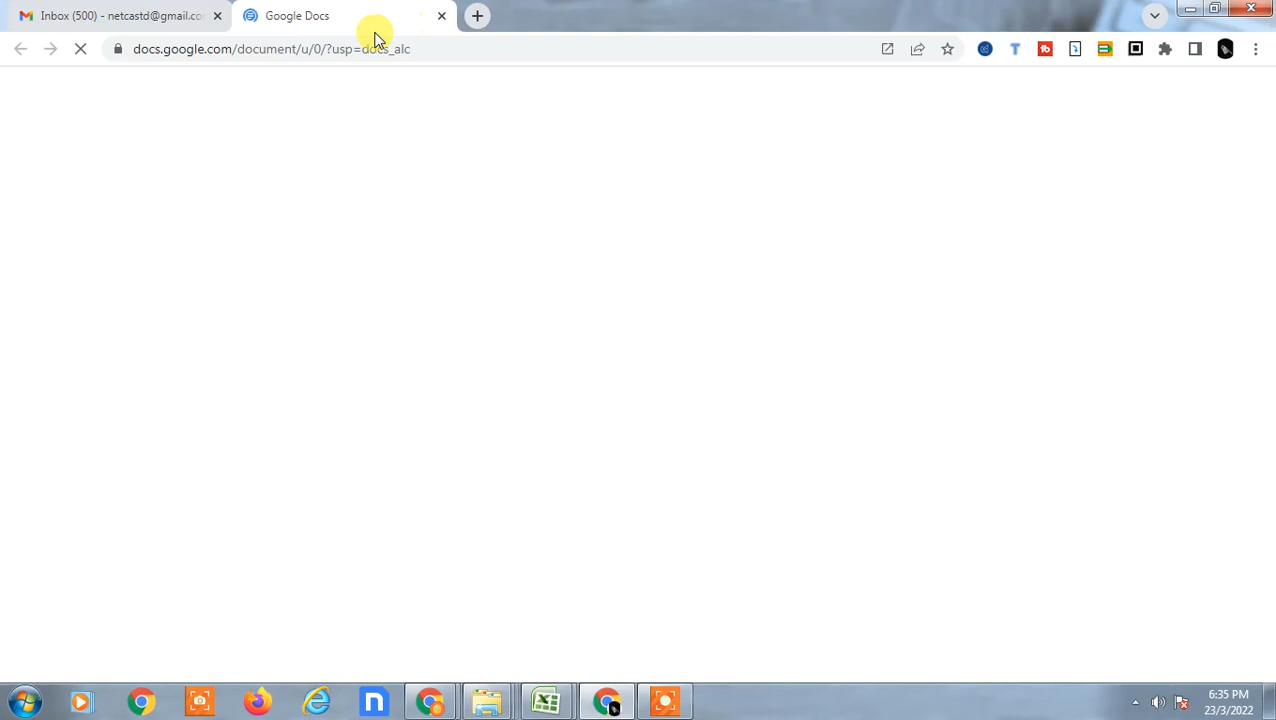 Inbox (500) - netcastd@gmail.co
Google Docs
docs.google.com/document/u/0/?usp=docs_alc
6:35 PM
23/3/2022